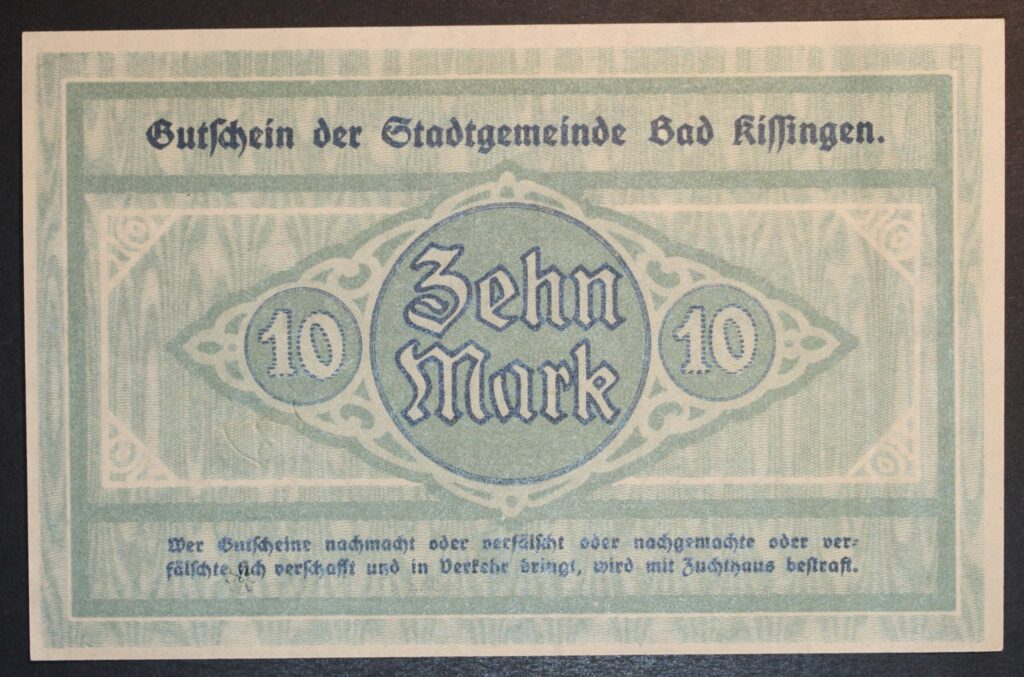 Gutschein der Stadtgemeinde Bad Kissingen.
Zehn
10 10
Mark
Wer Gutscheine nachmacht oder verfälscht oder nachgemachte oder ver=
fälschte sich verschafft und in Verkehr bringt, wird mit Zuchthaus bestraft.